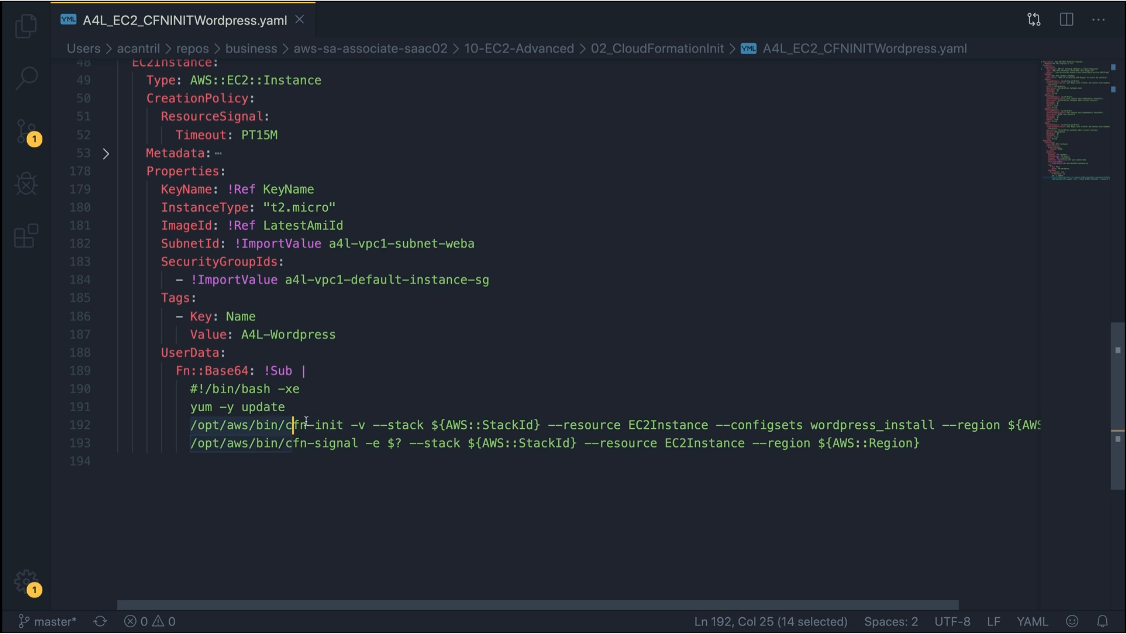 YML A4L_EC2_CFNINITWordpress.yaml
Users > acantril > repos > business > aws-sa-associate-saac02 > 10-EC2-Advanced > 02_CloudFormationInit > YML A4L_EC2_CFNINITWordpress.yaml
48 EC2Instance:
49 Type: AWS::EC2::Instance
50 CreationPolicy:
51 ResourceSignal:
52 Timeout: PT15M
53 > Metadata: ⋯
178 Properties:
179 KeyName: !Ref KeyName
180 InstanceType: "t2.micro"
181 ImageId: !Ref LatestAmiId
182 SubnetId: !ImportValue a4l-vpc1-subnet-weba
183 SecurityGroupIds:
184 - !ImportValue a4l-vpc1-default-instance-sg
185 Tags:
186 - Key: Name
187 Value: A4L-Wordpress
188 UserData:
189 Fn::Base64: !Sub |
190 #!/bin/bash -xe
191 yum -y update
192 /opt/aws/bin/cfn-init -v --stack ${AWS::StackId} --resource EC2Instance --configsets wordpress_install --region ${AWS
193 /opt/aws/bin/cfn-signal -e $? --stack ${AWS::StackId} --resource EC2Instance --region ${AWS::Region}
194
1
1
master* 0 0 Ln 192, Col 25 (14 selected) Spaces: 2 UTF-8 LF YAML